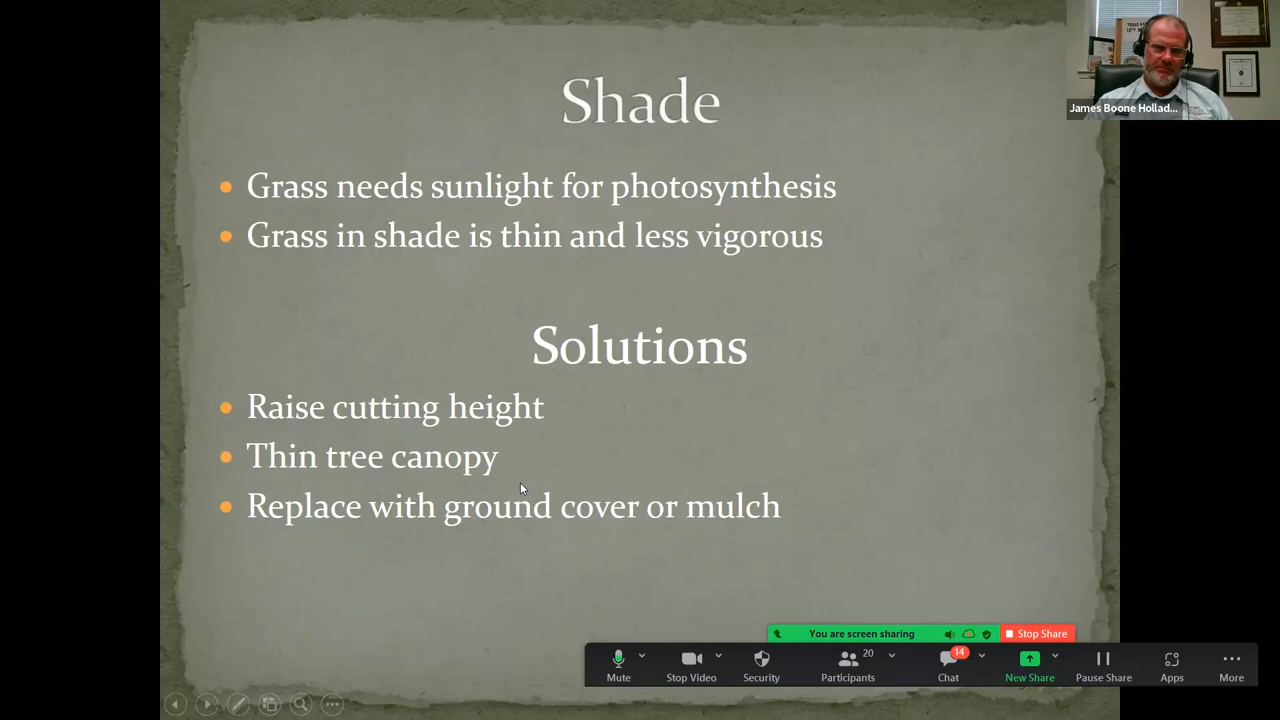 Shade
Grass needs sunlight for photosynthesis
Grass in shade is thin and less vigorous
Solutions
Raise cutting height
Thin tree canopy
Replace with ground cover or mulch
James Boone Hollad...
You are screen sharing
Stop Share
Mute
Stop Video
Security
20
Participants
14
Chat
New Share
Pause Share
Apps
More